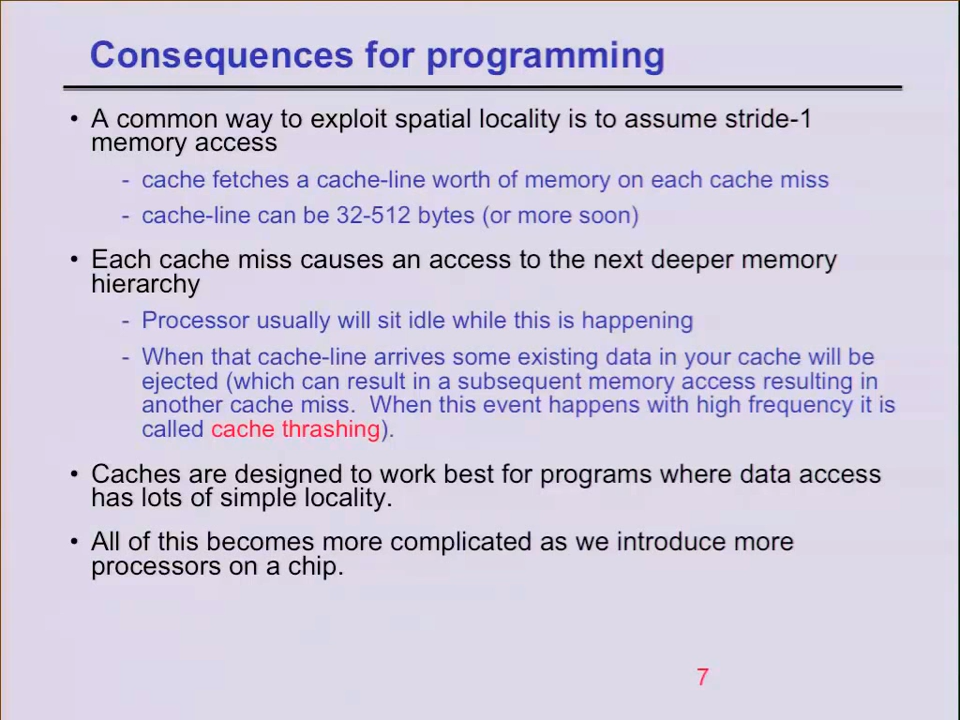 Consequences for programming
• A common way to exploit spatial locality is to assume stride-1
memory access
- cache fetches a cache-line worth of memory on each cache miss
- cache-line can be 32-512 bytes (or more soon)
• Each cache miss causes an access to the next deeper memory
hierarchy
- Processor usually will sit idle while this is happening
- When that cache-line arrives some existing data in your cache will be
ejected (which can result in a subsequent memory access resulting in
another cache miss.  When this event happens with high frequency it is
called cache thrashing).
• Caches are designed to work best for programs where data access
has lots of simple locality.
• All of this becomes more complicated as we introduce more
processors on a chip.
7